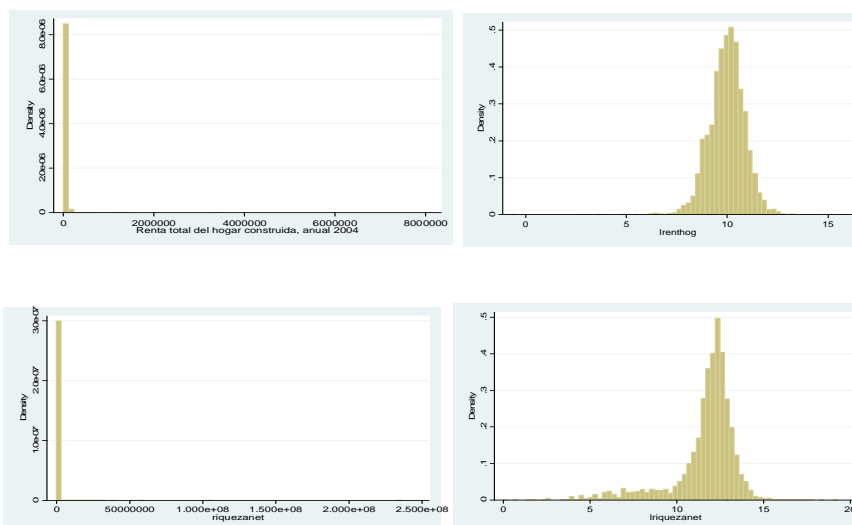 Density
8.0e-06
6.0e-06
4.0e-06
2.0e-06
0
0 2000000 4000000 6000000 8000000
Renta total del hogar construida, anual 2004
Density
.5
.4
.3
.2
.1
0
0 5 10 15
lrenthog
Density
3.0e-07
2.0e-07
1.0e-07
0
0 50000000 1.000e+08 1.500e+08 2.000e+08 2.500e+08
riquezanet
Density
.5
.4
.3
.2
.1
0
0 5 10 15 20
lriquezanet